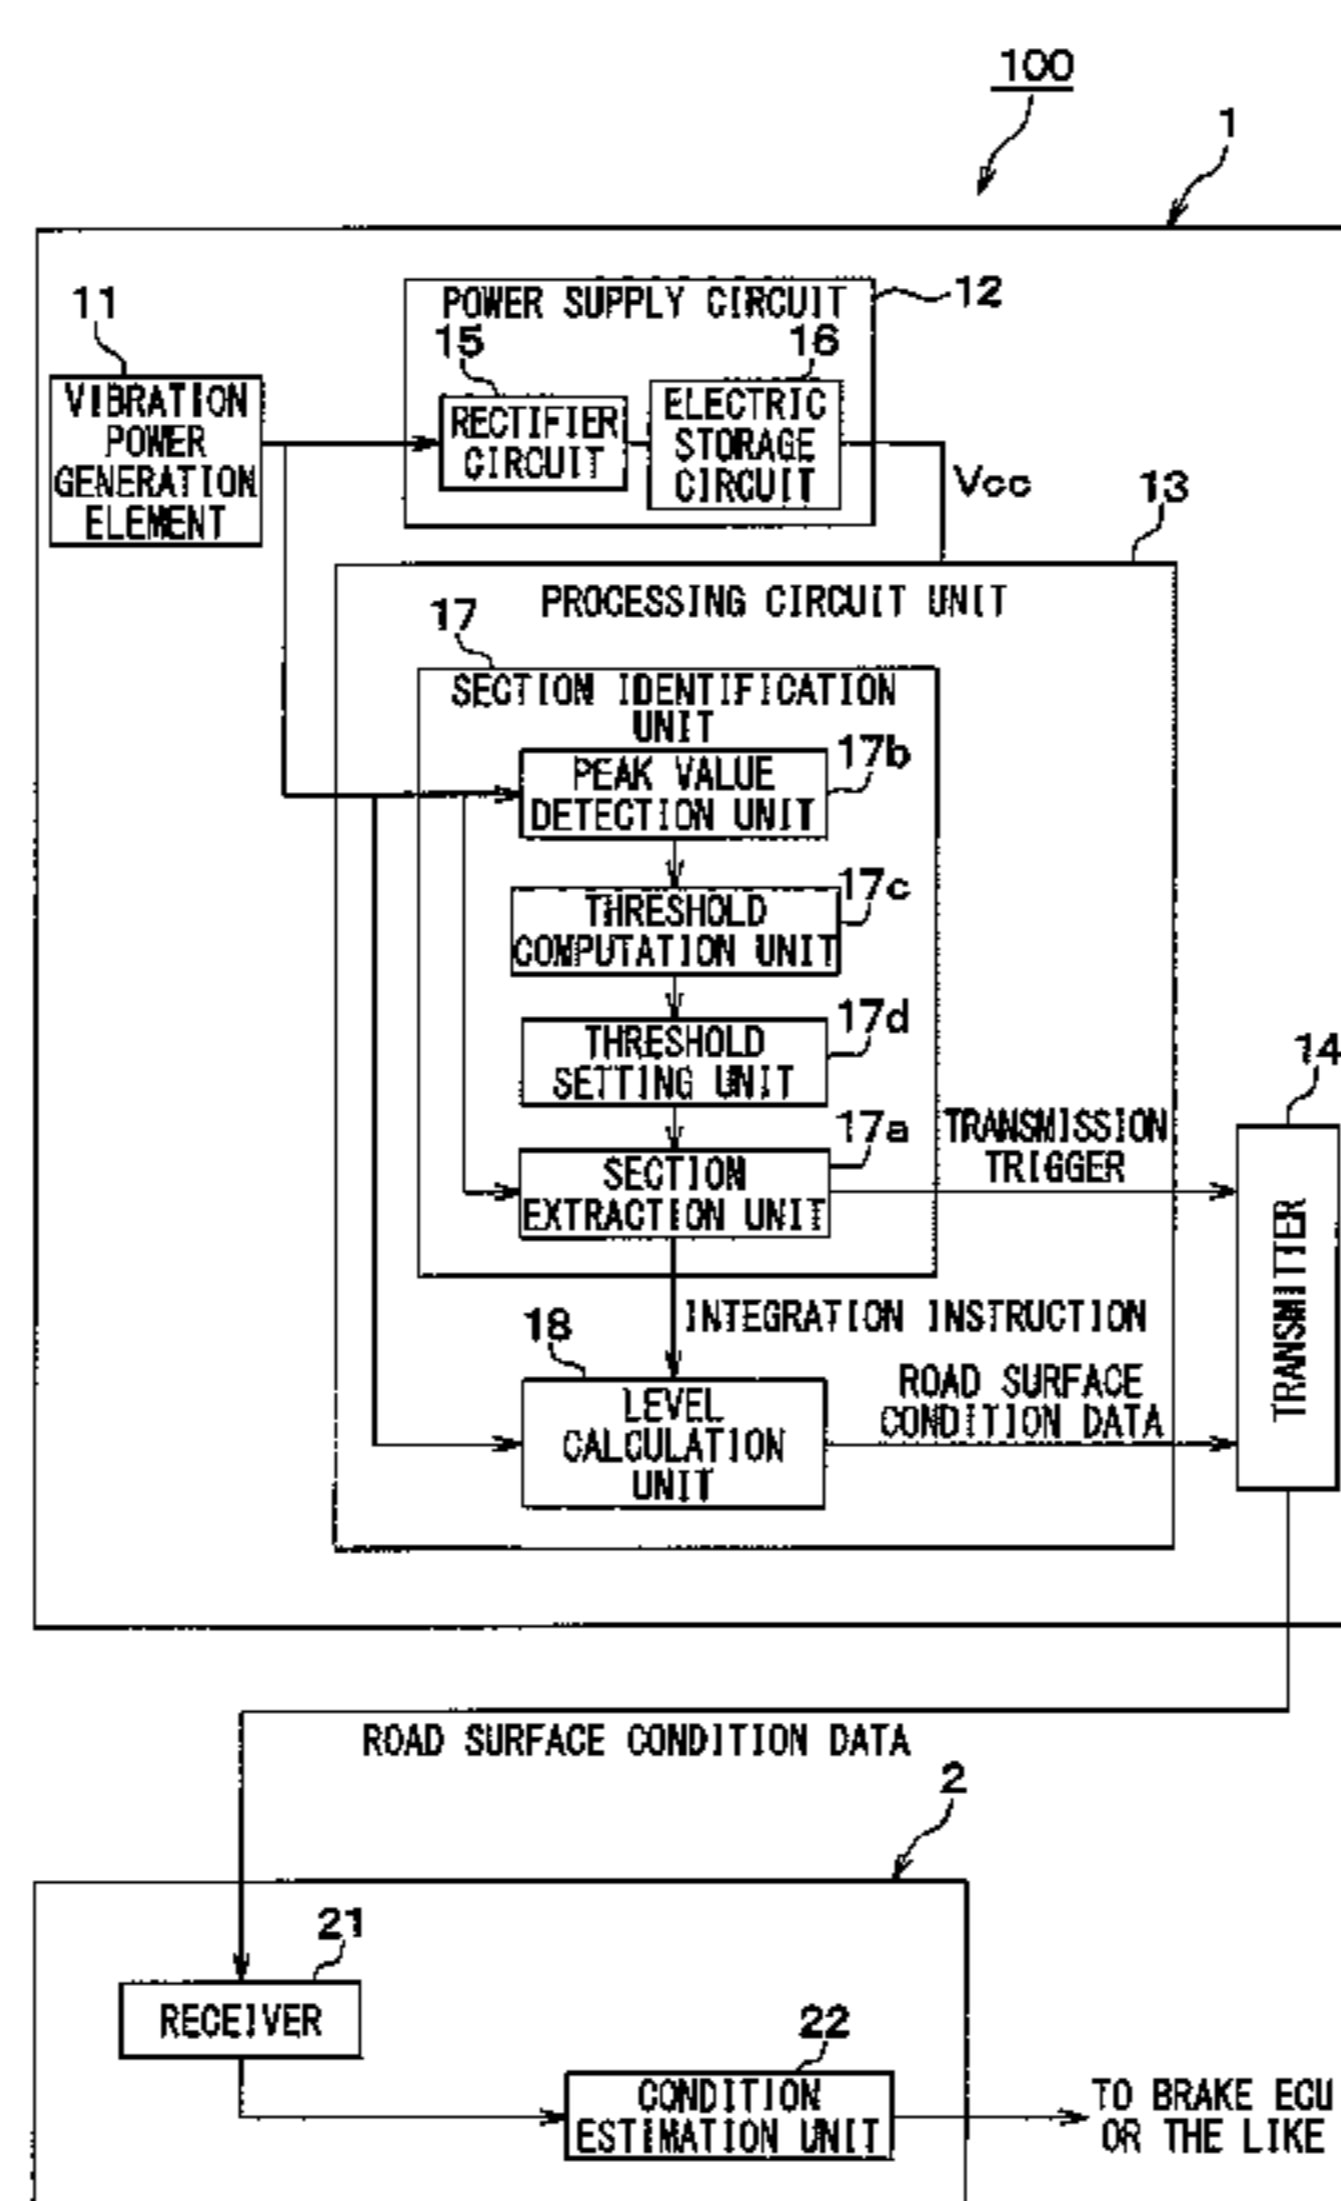 100
1
11
VIBRATION
POWER
GENERATION
ELEMENT
POWER SUPPLY CIRCUIT
12
15
RECTIFIER
CIRCUIT
16
ELECTRIC
STORAGE
CIRCUIT
Vcc
13
PROCESSING CIRCUIT UNIT
17
SECTION IDENTIFICATION
UNIT
17b
PEAK VALUE
DETECTION UNIT
17c
THRESHOLD
COMPUTATION UNIT
17d
THRESHOLD
SETTING UNIT
17a
SECTION
EXTRACTION UNIT
TRANSMISSION
TRIGGER
14
TRANSMITTER
INTEGRATION INSTRUCTION
18
LEVEL
CALCULATION
UNIT
ROAD SURFACE
CONDITION DATA
ROAD SURFACE CONDITION DATA
2
21
RECEIVER
22
CONDITION
ESTIMATION UNIT
TO BRAKE ECU
OR THE LIKE